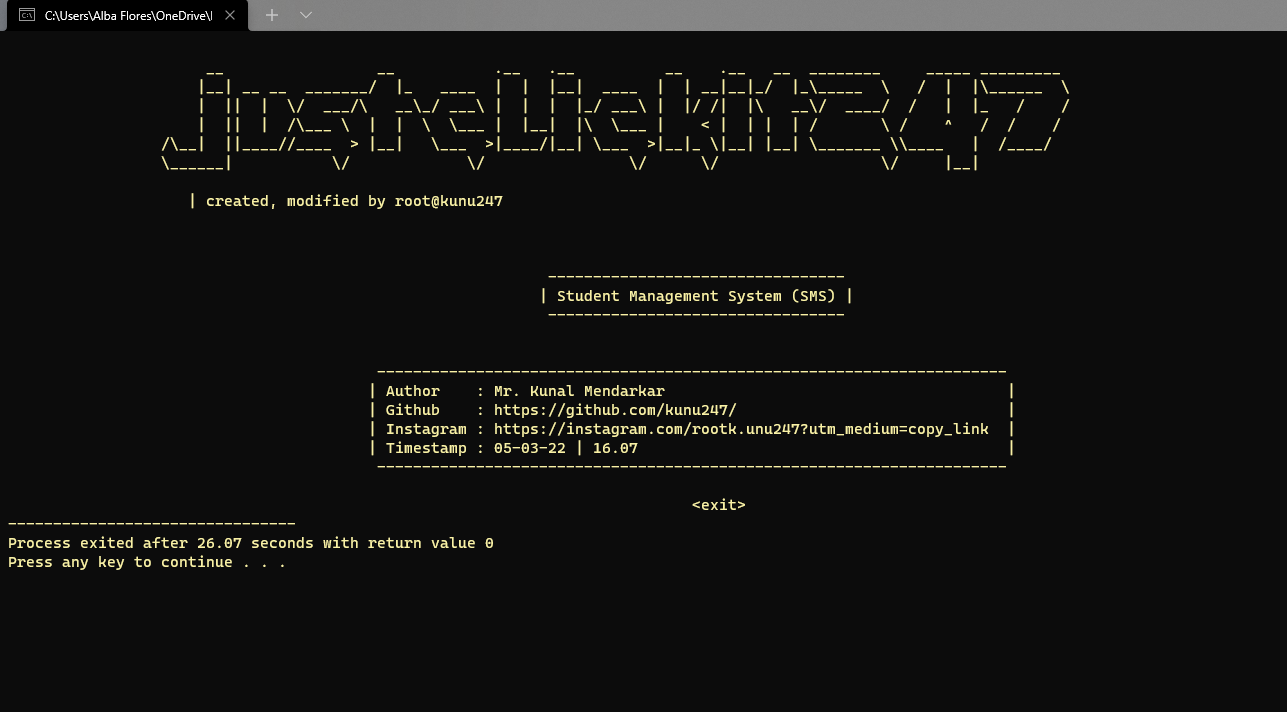 C:\Users\Alba Flores\OneDrive\
| created, modified by root@kunu247
--------------------------------
| Student Management System (SMS) |
--------------------------------
----------------------------------------------------------------------
| Author    : Mr. Kunal Mendarkar |
| Github    : https://github.com/kunu247/ |
| Instagram : https://instagram.com/rootk.unu247?utm_medium=copy_link |
| Timestamp : 05-03-22 | 16.07 |
----------------------------------------------------------------------
<exit>
--------------------------------
Process exited after 26.07 seconds with return value 0
Press any key to continue . . .